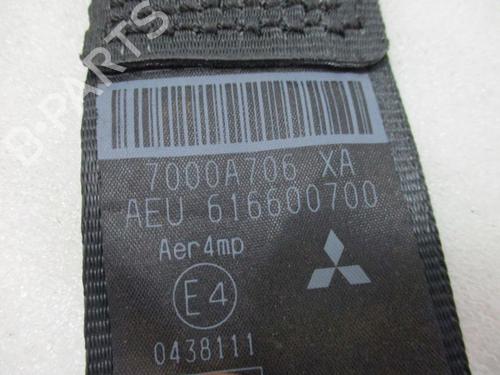 B-PARTS
7000A706 XA
AEU 616600700
Aer4mp
E4
0438111